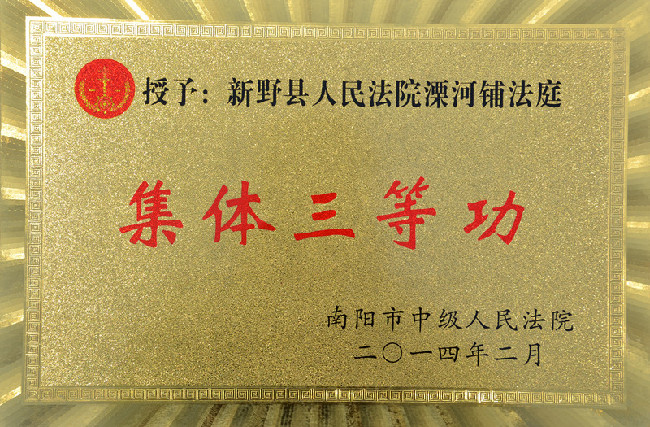 授予：新野县人民法院溧河铺法庭
集体三等功
南阳市中级人民法院
二〇一四年二月